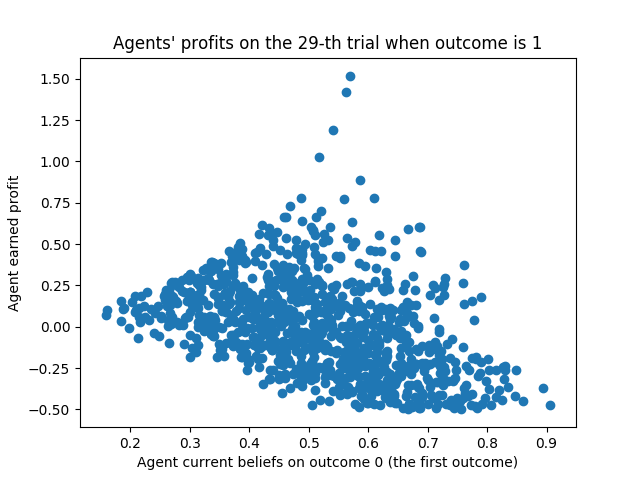 Agents' profits on the 29-th trial when outcome is 1
1.50
1.25
1.00
0.75
0.50
0.25
0.00
−0.25
−0.50
Agent earned profit
0.2 0.3 0.4 0.5 0.6 0.7 0.8 0.9
Agent current beliefs on outcome 0 (the first outcome)